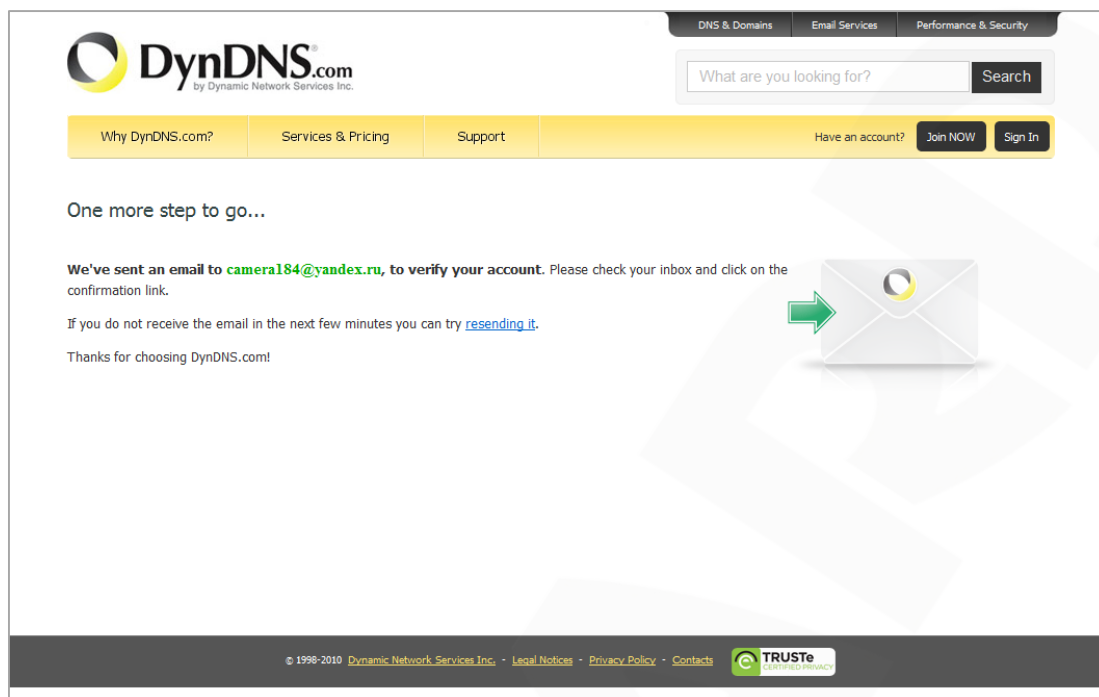 DNS & Domains Email Services Performance & Security
DynDNS.com
by Dynamic Network Services Inc.
What are you looking for? Search
Why DynDNS.com? Services & Pricing Support Have an account? Join NOW Sign In
One more step to go...
We've sent an email to camera184@yandex.ru, to verify your account. Please check your inbox and click on the
confirmation link.
If you do not receive the email in the next few minutes you can try resending it.
Thanks for choosing DynDNS.com!
© 1998-2010 Dynamic Network Services Inc. - Legal Notices - Privacy Policy - Contacts TRUSTe
CERTIFIED PRIVACY